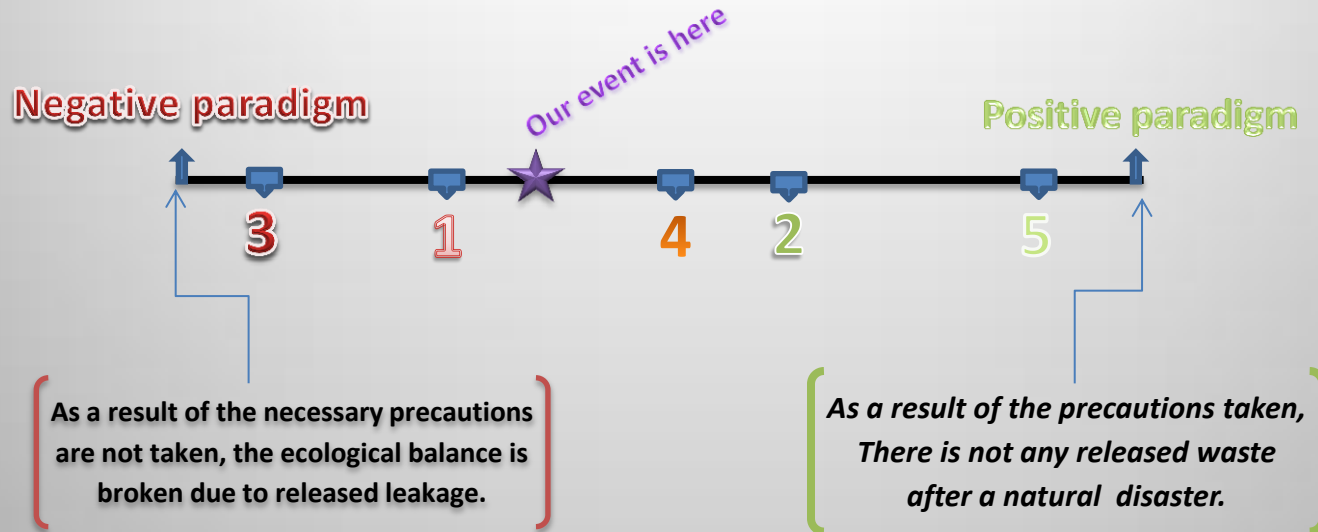 Our event is here
Negative paradigm
Positive paradigm
3
1
4
2
5
As a result of the necessary precautions
are not taken, the ecological balance is
broken due to released leakage.
As a result of the precautions taken,
There is not any released waste
after a natural disaster.